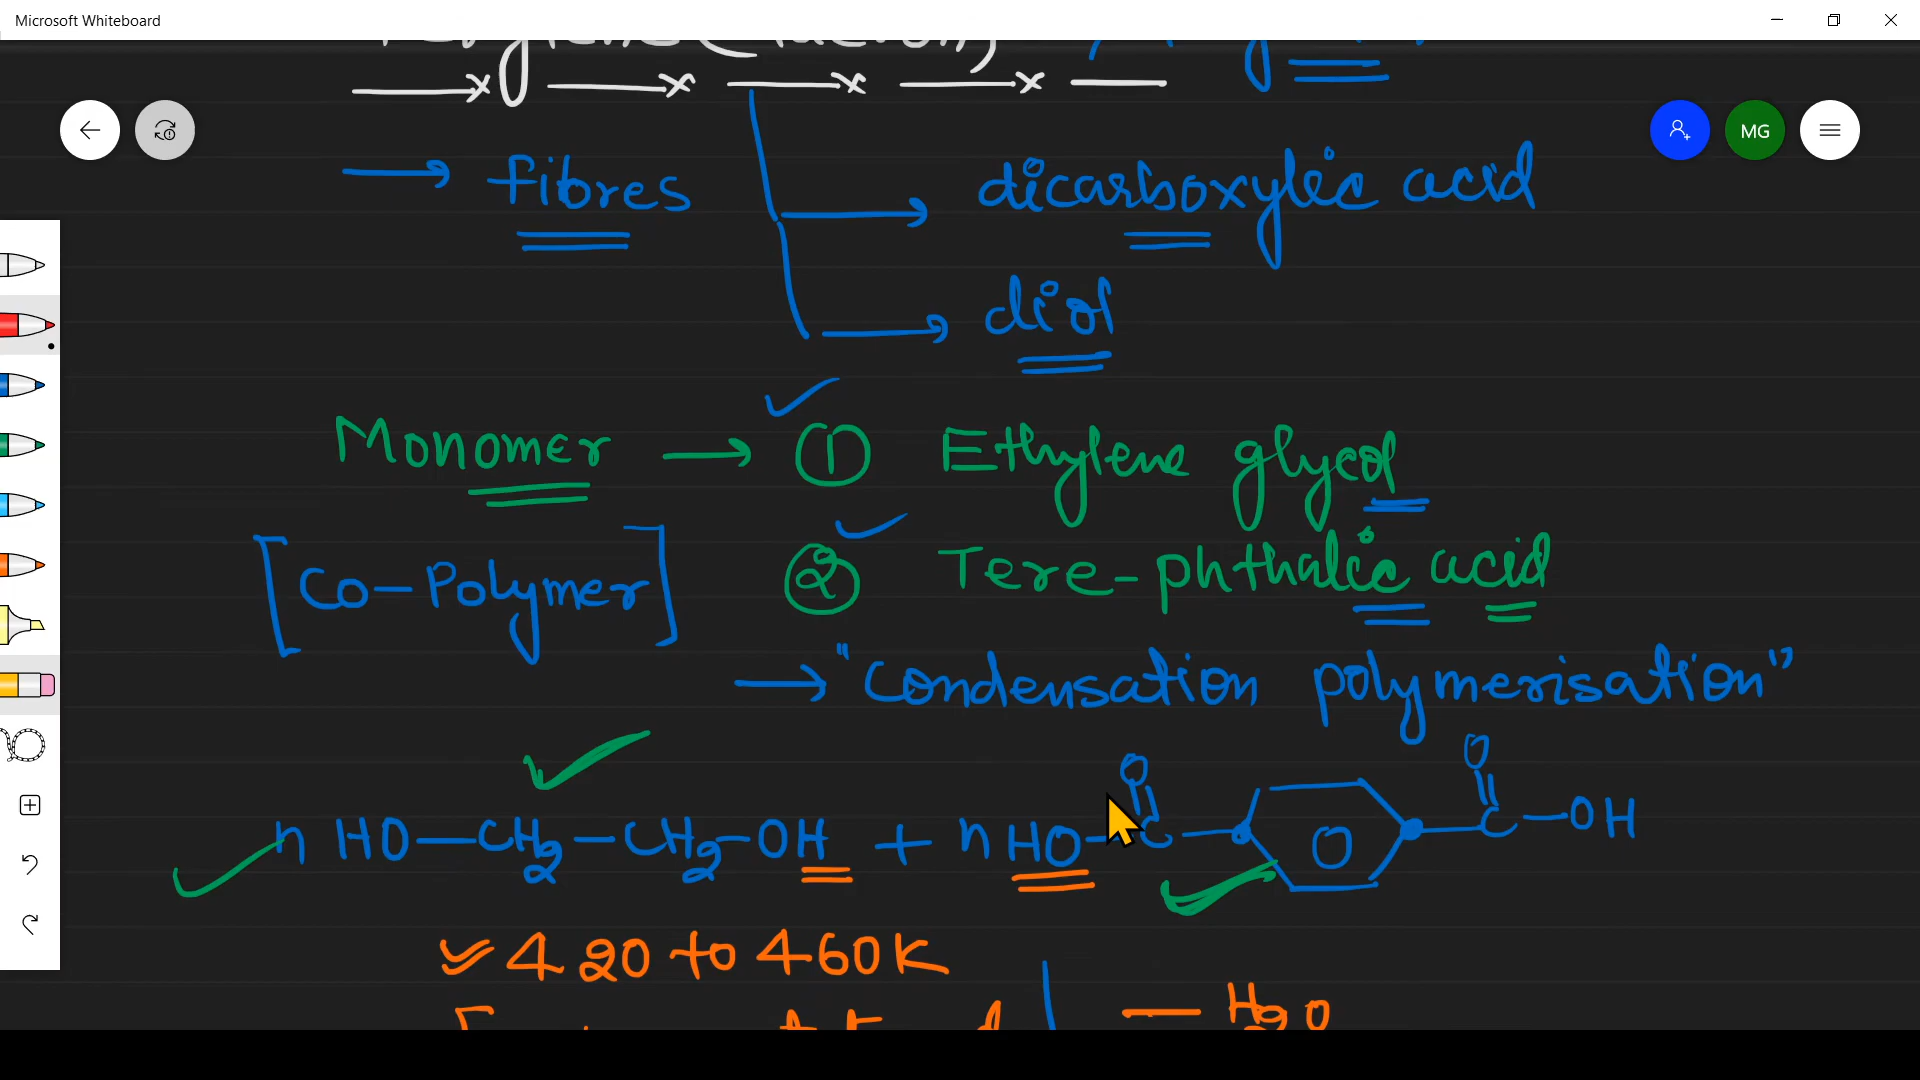 Microsoft Whiteboard
MG
→ fibres
→ dicarboxylic acid
→ diol
Monomer → ① Ethylene glycol
[Co-Polymer] ② Tere-phthalic acid
→ "Condensation polymerisation"
O O
n HO—CH2—CH2—OH + n HO—C— —C—OH
420 to 460K
— H2O